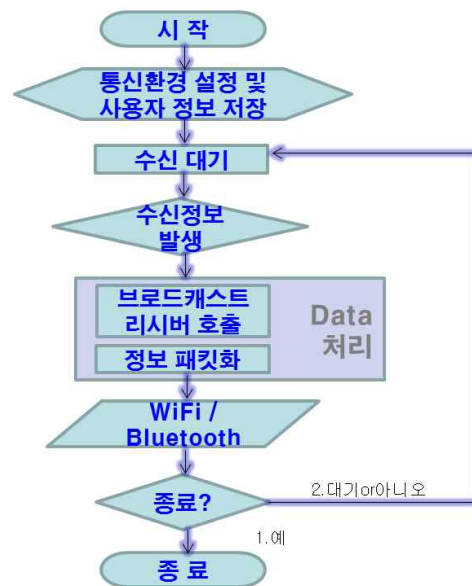 시 작
통신환경 설정 및
사용자 정보 저장
수신 대기
수신정보
발생
브로드캐스트
리시버 호출
Data
처리
정보 패킷화
WiFi /
Bluetooth
종료?
2.대기or아니오
1.예
종 료